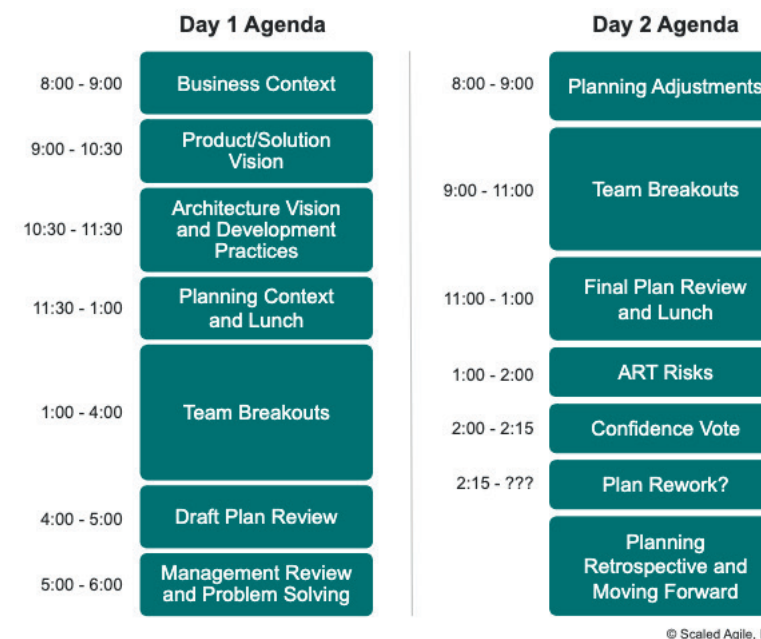 Day 1 Agenda
8:00 - 9:00
Business Context
9:00 - 10:30
Product/Solution
Vision
10:30 - 11:30
Architecture Vision
and Development
Practices
11:30 - 1:00
Planning Context
and Lunch
1:00 - 4:00
Team Breakouts
4:00 - 5:00
Draft Plan Review
5:00 - 6:00
Management Review
and Problem Solving
Day 2 Agenda
8:00 - 9:00
Planning Adjustments
9:00 - 11:00
Team Breakouts
11:00 - 1:00
Final Plan Review
and Lunch
1:00 - 2:00
ART Risks
2:00 - 2:15
Confidence Vote
2:15 - ???
Plan Rework?
Planning
Retrospective and
Moving Forward
© Scaled Agile,